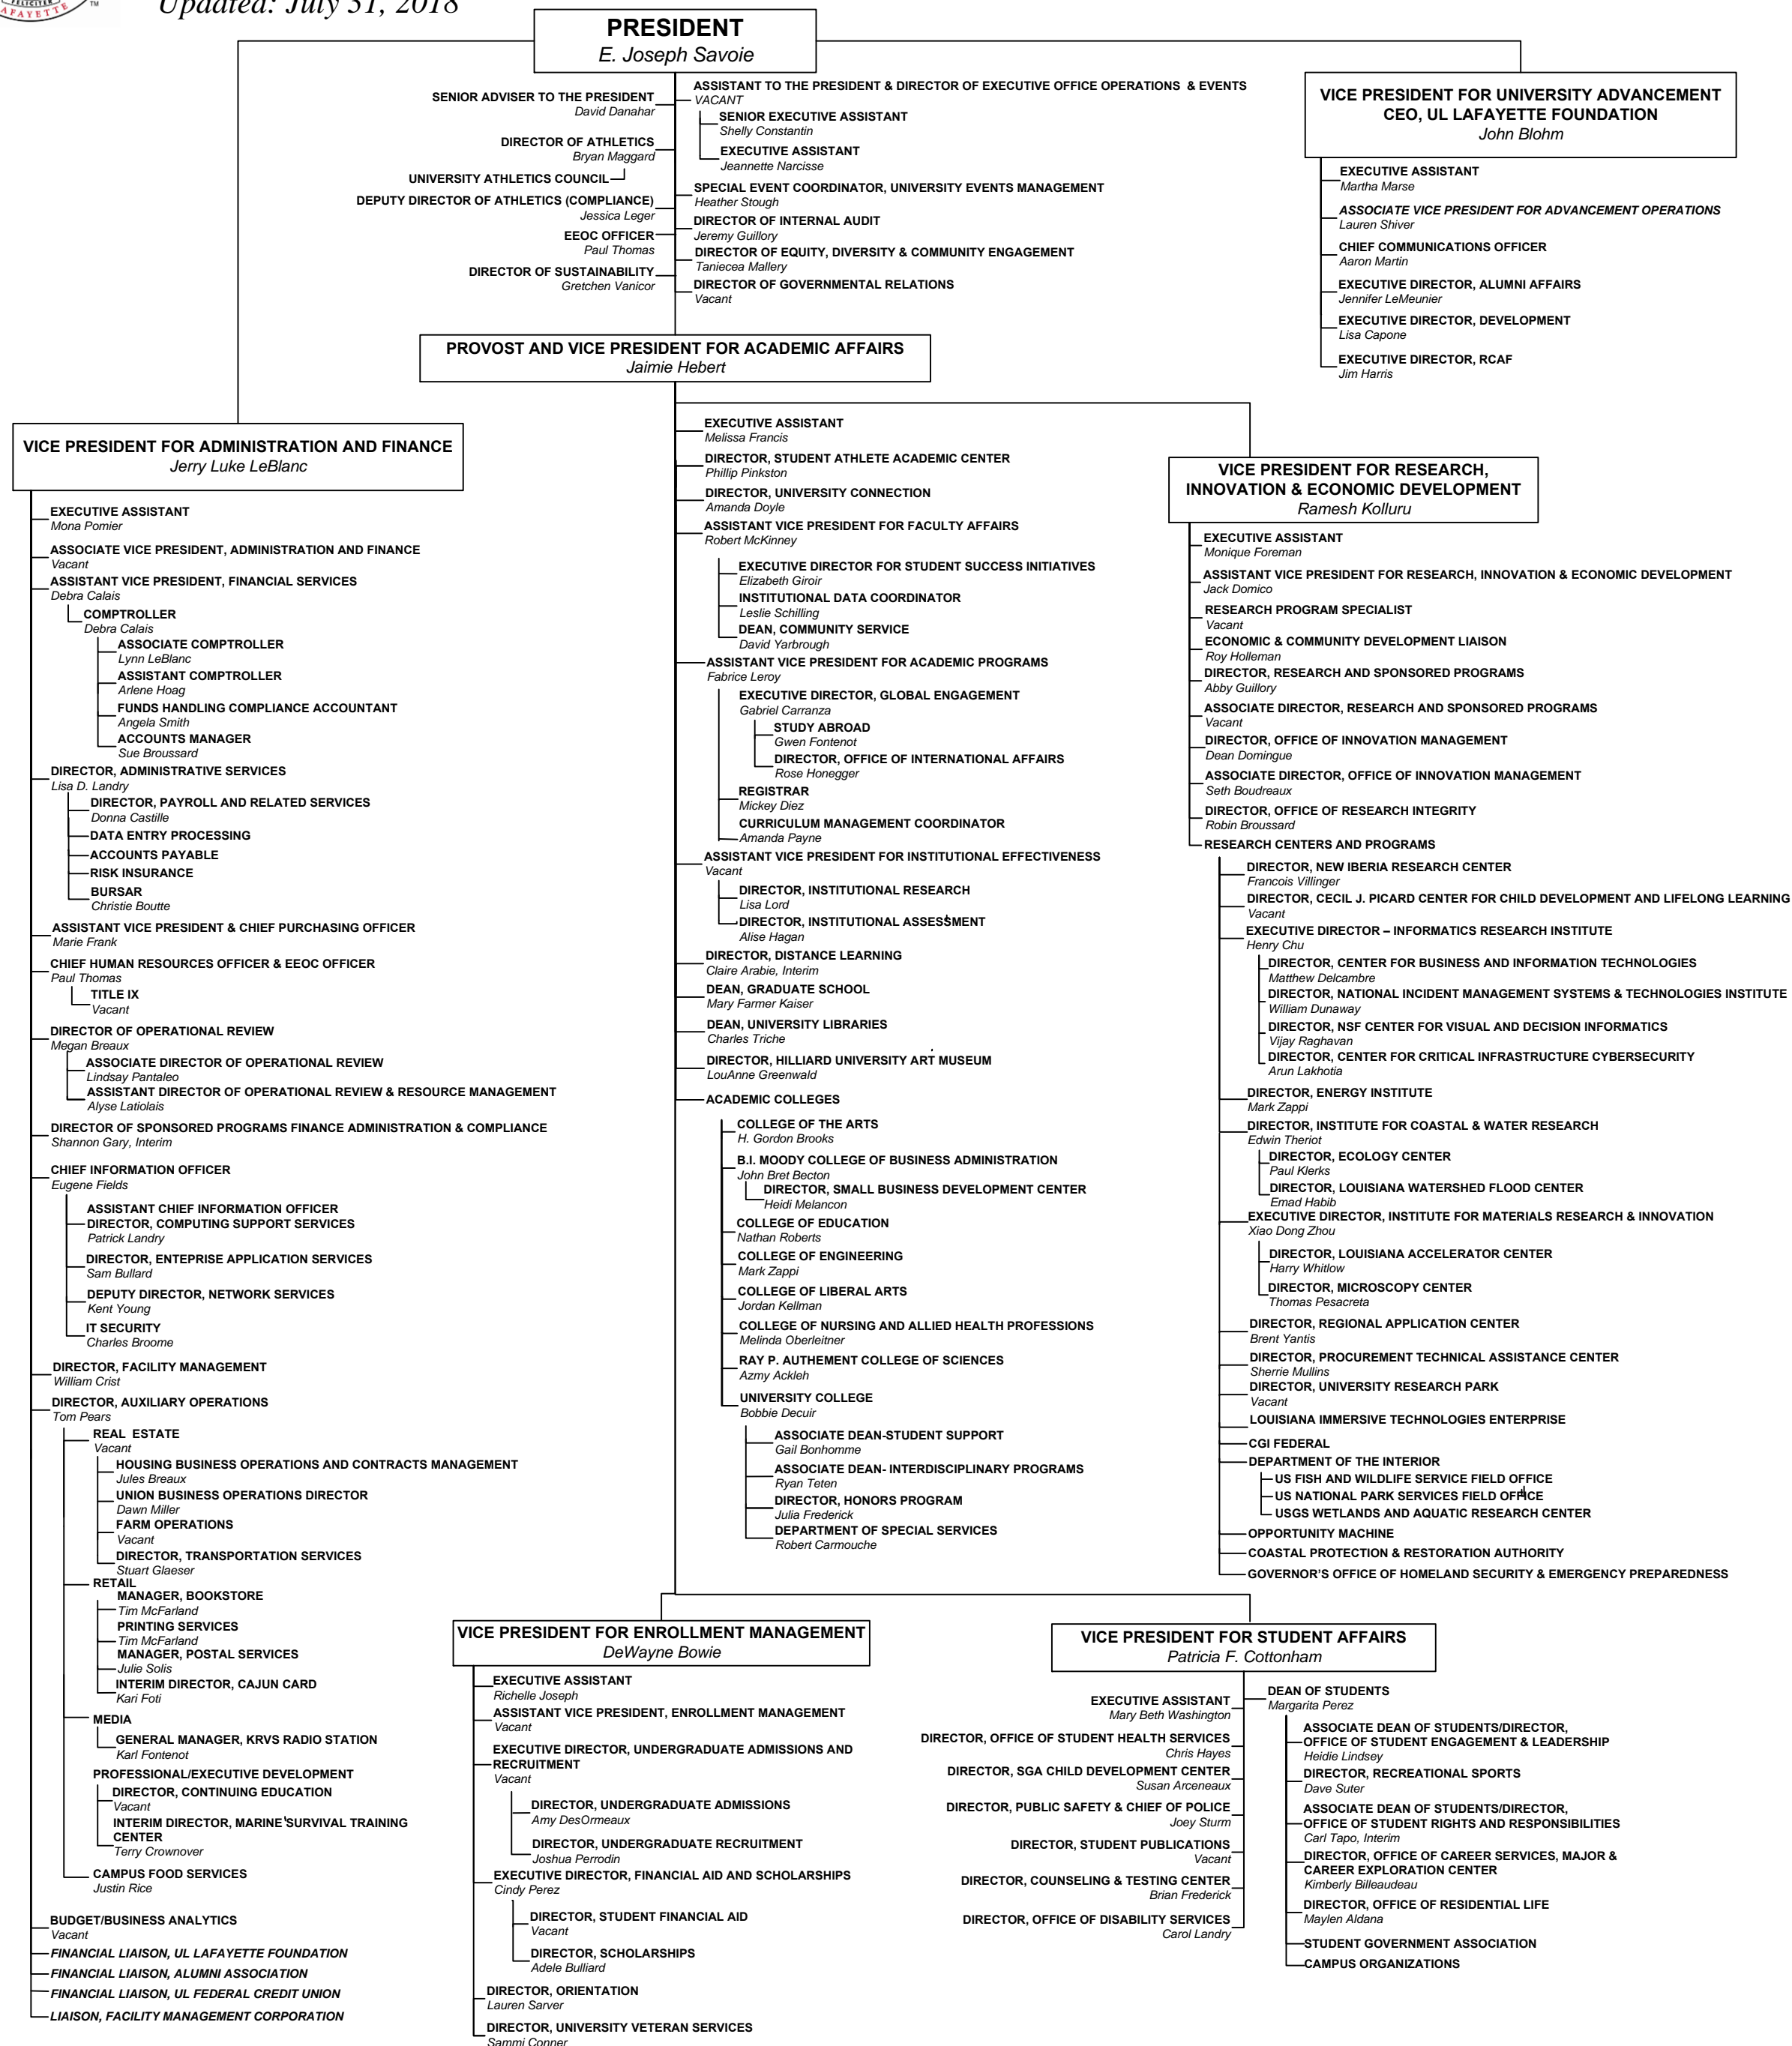 FELICITER
LAFAYETTE
TM
Updated: July 31, 2018
PRESIDENT
E. Joseph Savoie
SENIOR ADVISER TO THE PRESIDENT
David Danahar
DIRECTOR OF ATHLETICS
Bryan Maggard
UNIVERSITY ATHLETICS COUNCIL
DEPUTY DIRECTOR OF ATHLETICS (COMPLIANCE)
Jessica Leger
EEOC OFFICER
Paul Thomas
DIRECTOR OF SUSTAINABILITY
Gretchen Vanicor
ASSISTANT TO THE PRESIDENT & DIRECTOR OF EXECUTIVE OFFICE OPERATIONS & EVENTS
VACANT
SENIOR EXECUTIVE ASSISTANT
Shelly Constantin
EXECUTIVE ASSISTANT
Jeannette Narcisse
SPECIAL EVENT COORDINATOR, UNIVERSITY EVENTS MANAGEMENT
Heather Stough
DIRECTOR OF INTERNAL AUDIT
Jeremy Guillory
DIRECTOR OF EQUITY, DIVERSITY & COMMUNITY ENGAGEMENT
Taniecea Mallery
DIRECTOR OF GOVERNMENTAL RELATIONS
Vacant
VICE PRESIDENT FOR UNIVERSITY ADVANCEMENT
CEO, UL LAFAYETTE FOUNDATION
John Blohm
EXECUTIVE ASSISTANT
Martha Marse
ASSOCIATE VICE PRESIDENT FOR ADVANCEMENT OPERATIONS
Lauren Shiver
CHIEF COMMUNICATIONS OFFICER
Aaron Martin
EXECUTIVE DIRECTOR, ALUMNI AFFAIRS
Jennifer LeMeunier
EXECUTIVE DIRECTOR, DEVELOPMENT
Lisa Capone
EXECUTIVE DIRECTOR, RCAF
Jim Harris
PROVOST AND VICE PRESIDENT FOR ACADEMIC AFFAIRS
Jaimie Hebert
VICE PRESIDENT FOR ADMINISTRATION AND FINANCE
Jerry Luke LeBlanc
EXECUTIVE ASSISTANT
Mona Pomier
ASSOCIATE VICE PRESIDENT, ADMINISTRATION AND FINANCE
Vacant
ASSISTANT VICE PRESIDENT, FINANCIAL SERVICES
Debra Calais
COMPTROLLER
Debra Calais
ASSOCIATE COMPTROLLER
Lynn LeBlanc
ASSISTANT COMPTROLLER
Arlene Hoag
FUNDS HANDLING COMPLIANCE ACCOUNTANT
Angela Smith
ACCOUNTS MANAGER
Sue Broussard
DIRECTOR, ADMINISTRATIVE SERVICES
Lisa D. Landry
DIRECTOR, PAYROLL AND RELATED SERVICES
Donna Castille
DATA ENTRY PROCESSING
ACCOUNTS PAYABLE
RISK INSURANCE
BURSAR
Christie Boutte
ASSISTANT VICE PRESIDENT & CHIEF PURCHASING OFFICER
Marie Frank
CHIEF HUMAN RESOURCES OFFICER & EEOC OFFICER
Paul Thomas
TITLE IX
Vacant
DIRECTOR OF OPERATIONAL REVIEW
Megan Breaux
ASSOCIATE DIRECTOR OF OPERATIONAL REVIEW
Lindsay Pantaleo
ASSISTANT DIRECTOR OF OPERATIONAL REVIEW & RESOURCE MANAGEMENT
Alyse Latiolais
DIRECTOR OF SPONSORED PROGRAMS FINANCE ADMINISTRATION & COMPLIANCE
Shannon Gary, Interim
CHIEF INFORMATION OFFICER
Eugene Fields
ASSISTANT CHIEF INFORMATION OFFICER
DIRECTOR, COMPUTING SUPPORT SERVICES
Patrick Landry
DIRECTOR, ENTEPRISE APPLICATION SERVICES
Sam Bullard
DEPUTY DIRECTOR, NETWORK SERVICES
Kent Young
IT SECURITY
Charles Broome
DIRECTOR, FACILITY MANAGEMENT
William Crist
DIRECTOR, AUXILIARY OPERATIONS
Tom Pears
REAL ESTATE
Vacant
HOUSING BUSINESS OPERATIONS AND CONTRACTS MANAGEMENT
Jules Breaux
UNION BUSINESS OPERATIONS DIRECTOR
Dawn Miller
FARM OPERATIONS
Vacant
DIRECTOR, TRANSPORTATION SERVICES
Stuart Glaeser
RETAIL
MANAGER, BOOKSTORE
Tim McFarland
PRINTING SERVICES
Tim McFarland
MANAGER, POSTAL SERVICES
Julie Solis
INTERIM DIRECTOR, CAJUN CARD
Kari Foti
MEDIA
GENERAL MANAGER, KRVS RADIO STATION
Karl Fontenot
PROFESSIONAL/EXECUTIVE DEVELOPMENT
DIRECTOR, CONTINUING EDUCATION
Vacant
INTERIM DIRECTOR, MARINE SURVIVAL TRAINING
CENTER
Terry Crownover
CAMPUS FOOD SERVICES
Justin Rice
BUDGET/BUSINESS ANALYTICS
Vacant
FINANCIAL LIAISON, UL LAFAYETTE FOUNDATION
FINANCIAL LIAISON, ALUMNI ASSOCIATION
FINANCIAL LIAISON, UL FEDERAL CREDIT UNION
LIAISON, FACILITY MANAGEMENT CORPORATION
EXECUTIVE ASSISTANT
Melissa Francis
DIRECTOR, STUDENT ATHLETE ACADEMIC CENTER
Phillip Pinkston
DIRECTOR, UNIVERSITY CONNECTION
Amanda Doyle
ASSISTANT VICE PRESIDENT FOR FACULTY AFFAIRS
Robert McKinney
EXECUTIVE DIRECTOR FOR STUDENT SUCCESS INITIATIVES
Elizabeth Giroir
INSTITUTIONAL DATA COORDINATOR
Leslie Schilling
DEAN, COMMUNITY SERVICE
David Yarbrough
ASSISTANT VICE PRESIDENT FOR ACADEMIC PROGRAMS
Fabrice Leroy
EXECUTIVE DIRECTOR, GLOBAL ENGAGEMENT
Gabriel Carranza
STUDY ABROAD
Gwen Fontenot
DIRECTOR, OFFICE OF INTERNATIONAL AFFAIRS
Rose Honegger
REGISTRAR
Mickey Diez
CURRICULUM MANAGEMENT COORDINATOR
Amanda Payne
ASSISTANT VICE PRESIDENT FOR INSTITUTIONAL EFFECTIVENESS
Vacant
DIRECTOR, INSTITUTIONAL RESEARCH
Lisa Lord
DIRECTOR, INSTITUTIONAL ASSESSMENT
Alise Hagan
DIRECTOR, DISTANCE LEARNING
Claire Arabie, Interim
DEAN, GRADUATE SCHOOL
Mary Farmer Kaiser
DEAN, UNIVERSITY LIBRARIES
Charles Triche
DIRECTOR, HILLIARD UNIVERSITY ART MUSEUM
LouAnne Greenwald
ACADEMIC COLLEGES
COLLEGE OF THE ARTS
H. Gordon Brooks
B.I. MOODY COLLEGE OF BUSINESS ADMINISTRATION
John Bret Becton
DIRECTOR, SMALL BUSINESS DEVELOPMENT CENTER
Heidi Melancon
COLLEGE OF EDUCATION
Nathan Roberts
COLLEGE OF ENGINEERING
Mark Zappi
COLLEGE OF LIBERAL ARTS
Jordan Kellman
COLLEGE OF NURSING AND ALLIED HEALTH PROFESSIONS
Melinda Oberleitner
RAY P. AUTHEMENT COLLEGE OF SCIENCES
Azmy Ackleh
UNIVERSITY COLLEGE
Bobbie Decuir
ASSOCIATE DEAN-STUDENT SUPPORT
Gail Bonhomme
ASSOCIATE DEAN- INTERDISCIPLINARY PROGRAMS
Ryan Teten
DIRECTOR, HONORS PROGRAM
Julia Frederick
DEPARTMENT OF SPECIAL SERVICES
Robert Carmouche
VICE PRESIDENT FOR RESEARCH,
INNOVATION & ECONOMIC DEVELOPMENT
Ramesh Kolluru
EXECUTIVE ASSISTANT
Monique Foreman
ASSISTANT VICE PRESIDENT FOR RESEARCH, INNOVATION & ECONOMIC DEVELOPMENT
Jack Domico
RESEARCH PROGRAM SPECIALIST
Vacant
ECONOMIC & COMMUNITY DEVELOPMENT LIAISON
Roy Holleman
DIRECTOR, RESEARCH AND SPONSORED PROGRAMS
Abby Guillory
ASSOCIATE DIRECTOR, RESEARCH AND SPONSORED PROGRAMS
Vacant
DIRECTOR, OFFICE OF INNOVATION MANAGEMENT
Dean Domingue
ASSOCIATE DIRECTOR, OFFICE OF INNOVATION MANAGEMENT
Seth Boudreaux
DIRECTOR, OFFICE OF RESEARCH INTEGRITY
Robin Broussard
RESEARCH CENTERS AND PROGRAMS
DIRECTOR, NEW IBERIA RESEARCH CENTER
Francois Villinger
DIRECTOR, CECIL J. PICARD CENTER FOR CHILD DEVELOPMENT AND LIFELONG LEARNING
Vacant
EXECUTIVE DIRECTOR – INFORMATICS RESEARCH INSTITUTE
Henry Chu
DIRECTOR, CENTER FOR BUSINESS AND INFORMATION TECHNOLOGIES
Matthew Delcambre
DIRECTOR, NATIONAL INCIDENT MANAGEMENT SYSTEMS & TECHNOLOGIES INSTITUTE
William Dunaway
DIRECTOR, NSF CENTER FOR VISUAL AND DECISION INFORMATICS
Vijay Raghavan
DIRECTOR, CENTER FOR CRITICAL INFRASTRUCTURE CYBERSECURITY
Arun Lakhotia
DIRECTOR, ENERGY INSTITUTE
Mark Zappi
DIRECTOR, INSTITUTE FOR COASTAL & WATER RESEARCH
Edwin Theriot
DIRECTOR, ECOLOGY CENTER
Paul Klerks
DIRECTOR, LOUISIANA WATERSHED FLOOD CENTER
Emad Habib
EXECUTIVE DIRECTOR, INSTITUTE FOR MATERIALS RESEARCH & INNOVATION
Xiao Dong Zhou
DIRECTOR, LOUISIANA ACCELERATOR CENTER
Harry Whitlow
DIRECTOR, MICROSCOPY CENTER
Thomas Pesacreta
DIRECTOR, REGIONAL APPLICATION CENTER
Brent Yantis
DIRECTOR, PROCUREMENT TECHNICAL ASSISTANCE CENTER
Sherrie Mullins
DIRECTOR, UNIVERSITY RESEARCH PARK
Vacant
LOUISIANA IMMERSIVE TECHNOLOGIES ENTERPRISE
CGI FEDERAL
DEPARTMENT OF THE INTERIOR
US FISH AND WILDLIFE SERVICE FIELD OFFICE
US NATIONAL PARK SERVICES FIELD OFFICE
USGS WETLANDS AND AQUATIC RESEARCH CENTER
OPPORTUNITY MACHINE
COASTAL PROTECTION & RESTORATION AUTHORITY
GOVERNOR'S OFFICE OF HOMELAND SECURITY & EMERGENCY PREPAREDNESS
VICE PRESIDENT FOR ENROLLMENT MANAGEMENT
DeWayne Bowie
EXECUTIVE ASSISTANT
Richelle Joseph
ASSISTANT VICE PRESIDENT, ENROLLMENT MANAGEMENT
Vacant
EXECUTIVE DIRECTOR, UNDERGRADUATE ADMISSIONS AND
RECRUITMENT
Vacant
DIRECTOR, UNDERGRADUATE ADMISSIONS
Amy DesOrmeaux
DIRECTOR, UNDERGRADUATE RECRUITMENT
Joshua Perrodin
EXECUTIVE DIRECTOR, FINANCIAL AID AND SCHOLARSHIPS
Cindy Perez
DIRECTOR, STUDENT FINANCIAL AID
Vacant
DIRECTOR, SCHOLARSHIPS
Adele Bulliard
DIRECTOR, ORIENTATION
Lauren Sarver
DIRECTOR, UNIVERSITY VETERAN SERVICES
Sammi Conner
VICE PRESIDENT FOR STUDENT AFFAIRS
Patricia F. Cottonham
EXECUTIVE ASSISTANT
Mary Beth Washington
DIRECTOR, OFFICE OF STUDENT HEALTH SERVICES
Chris Hayes
DIRECTOR, SGA CHILD DEVELOPMENT CENTER
Susan Arceneaux
DIRECTOR, PUBLIC SAFETY & CHIEF OF POLICE
Joey Sturm
DIRECTOR, STUDENT PUBLICATIONS
Vacant
DIRECTOR, COUNSELING & TESTING CENTER
Brian Frederick
DIRECTOR, OFFICE OF DISABILITY SERVICES
Carol Landry
DEAN OF STUDENTS
Margarita Perez
ASSOCIATE DEAN OF STUDENTS/DIRECTOR,
OFFICE OF STUDENT ENGAGEMENT & LEADERSHIP
Heidie Lindsey
DIRECTOR, RECREATIONAL SPORTS
Dave Suter
ASSOCIATE DEAN OF STUDENTS/DIRECTOR,
OFFICE OF STUDENT RIGHTS AND RESPONSIBILITIES
Carl Tapo, Interim
DIRECTOR, OFFICE OF CAREER SERVICES, MAJOR &
CAREER EXPLORATION CENTER
Kimberly Billeaudeau
DIRECTOR, OFFICE OF RESIDENTIAL LIFE
Maylen Aldana
STUDENT GOVERNMENT ASSOCIATION
CAMPUS ORGANIZATIONS